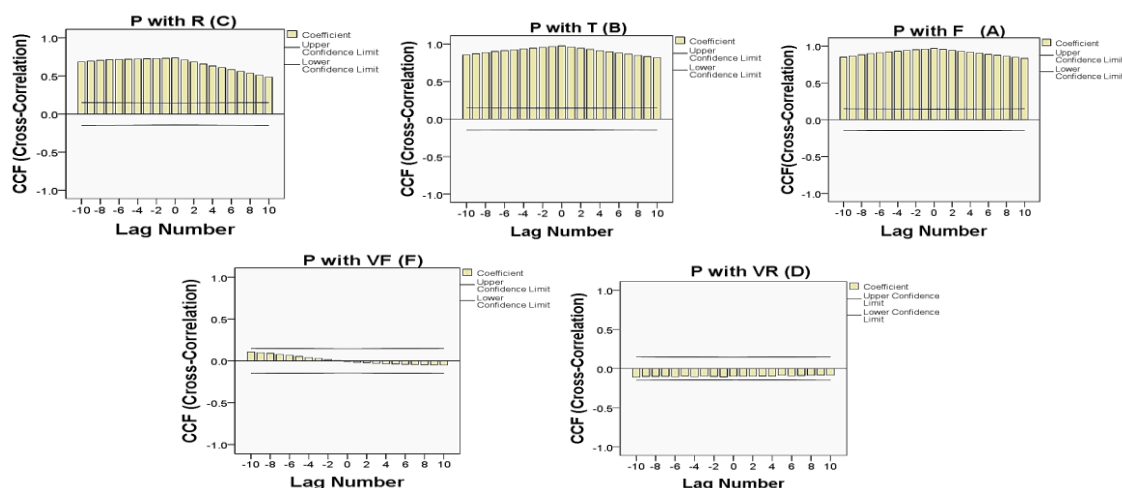 P with R (C)
CCF (Cross-Correlation)
1.0
0.5
0.0
-0.5
-1.0
-10 -8 -6 -4 -2 0 2 4 6 8 10
Lag Number
Coefficient
Upper
Confidence Limit
Lower
Confidence Limit
P with T (B)
CCF (Cross-Correlation)
1.0
0.5
0.0
-0.5
-1.0
-10 -8 -6 -4 -2 0 2 4 6 8 10
Lag Number
Coefficient
Upper
Confidence Limit
Lower
Confidence Limit
P with F (A)
CCF(Cross-Correlation)
1.0
0.5
0.0
-0.5
-1.0
-10 -8 -6 -4 -2 0 2 4 6 8 10
Lag Number
Coefficient
Upper
Confidence Limit
Lower
Confidence Limit
P with VF (F)
CCF (Cross-Correlation)
1.0
0.5
0.0
-0.5
-1.0
-10 -8 -6 -4 -2 0 2 4 6 8 10
Lag Number
Coefficient
Upper
Confidence Limit
Lower
Confidence Limit
P with VR (D)
CCF (Cross-Correlation)
1.0
0.5
0.0
-0.5
-1.0
-10 -8 -6 -4 -2 0 2 4 6 8 10
Lag Number
Coefficient
Upper Confidence
Limit
Lower Confidence
Limit